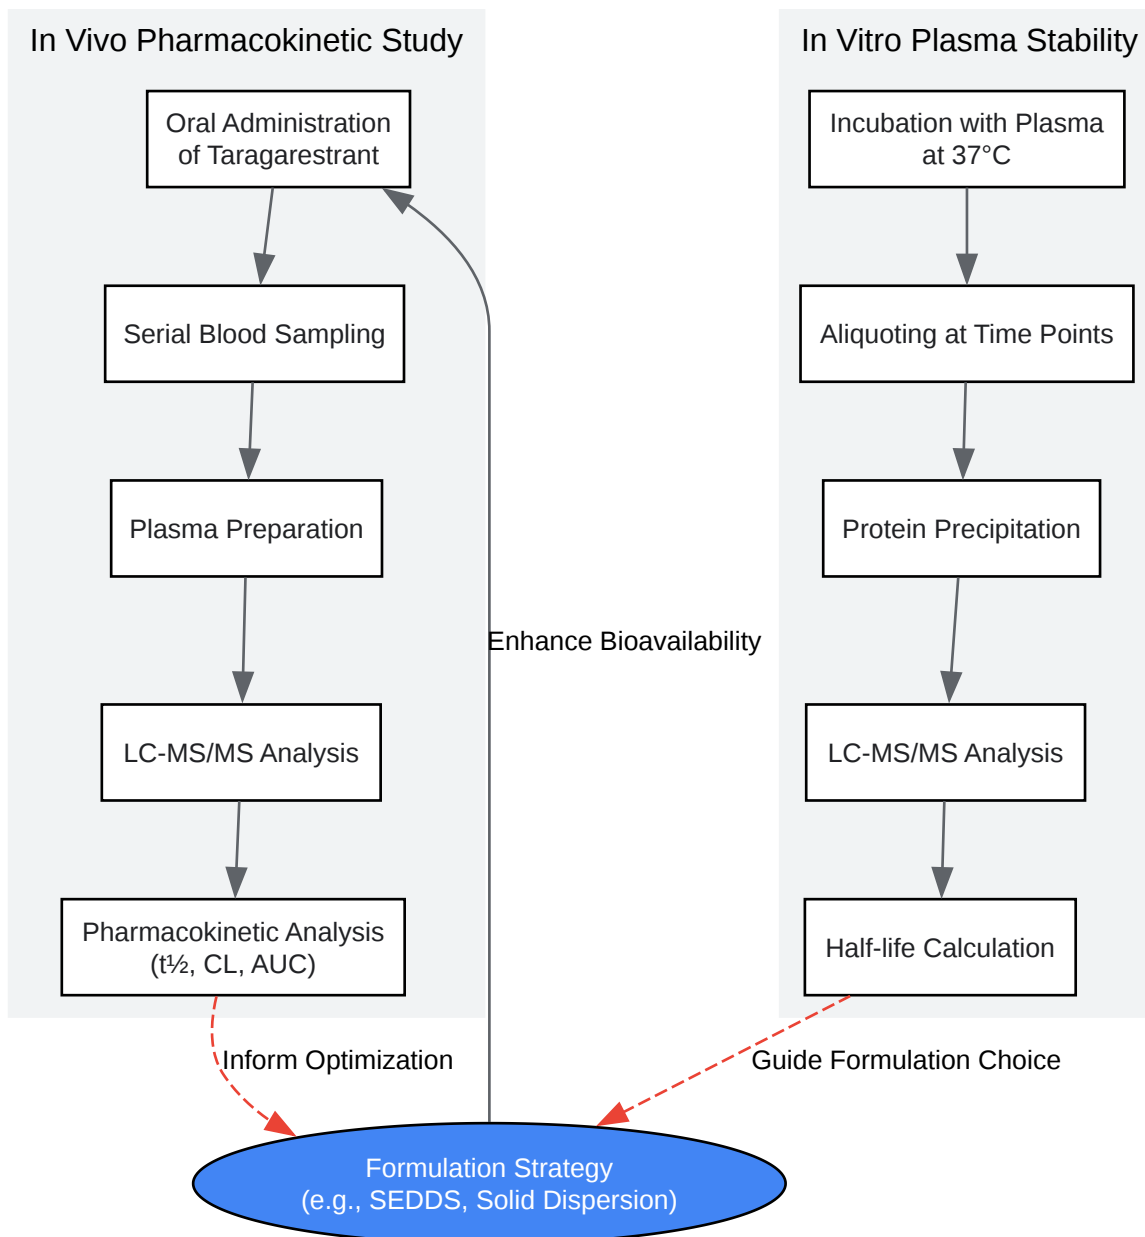 In Vivo Pharmacokinetic Study
Oral Administration
of Taragarestrant
Serial Blood Sampling
Plasma Preparation
LC-MS/MS Analysis
Pharmacokinetic Analysis
(t½, CL, AUC)
In Vitro Plasma Stability
Incubation with Plasma
at 37°C
Aliquoting at Time Points
Protein Precipitation
LC-MS/MS Analysis
Half-life Calculation
Enhance Bioavailability
Inform Optimization
Guide Formulation Choice
Formulation Strategy
(e.g., SEDDS, Solid Dispersion)